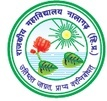 राजकीय महाविद्यालय नालागढ़ (हि.प्र.)
उत्तिष्ठत जाग्रत, प्राप्य वरान्निबोधत